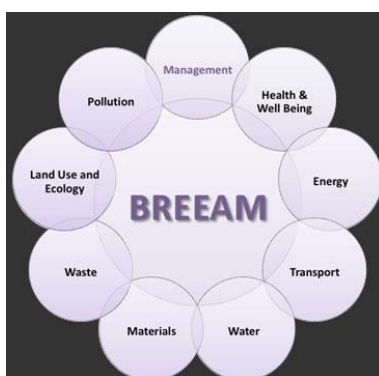 Management
Health &
Well Being
Energy
Transport
Water
Materials
Waste
Land Use and
Ecology
Pollution
BREEAM